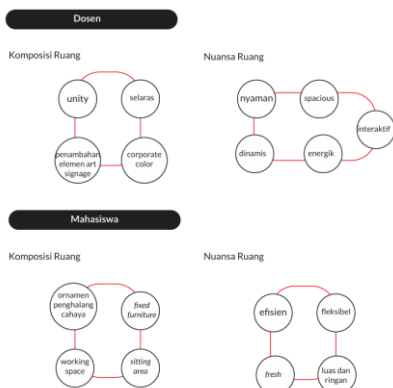 Dosen
Komposisi Ruang
Nuansa Ruang
unity
selaras
penambahan
elemen art
signage
corporate
color
nyaman
spacious
interaktif
dinamis
energik
Mahasiswa
Komposisi Ruang
Nuansa Ruang
ornamen
penghalang
cahaya
fixed
furniture
working
space
sitting
area
efisien
fleksibel
fresh
luas dan
ringan